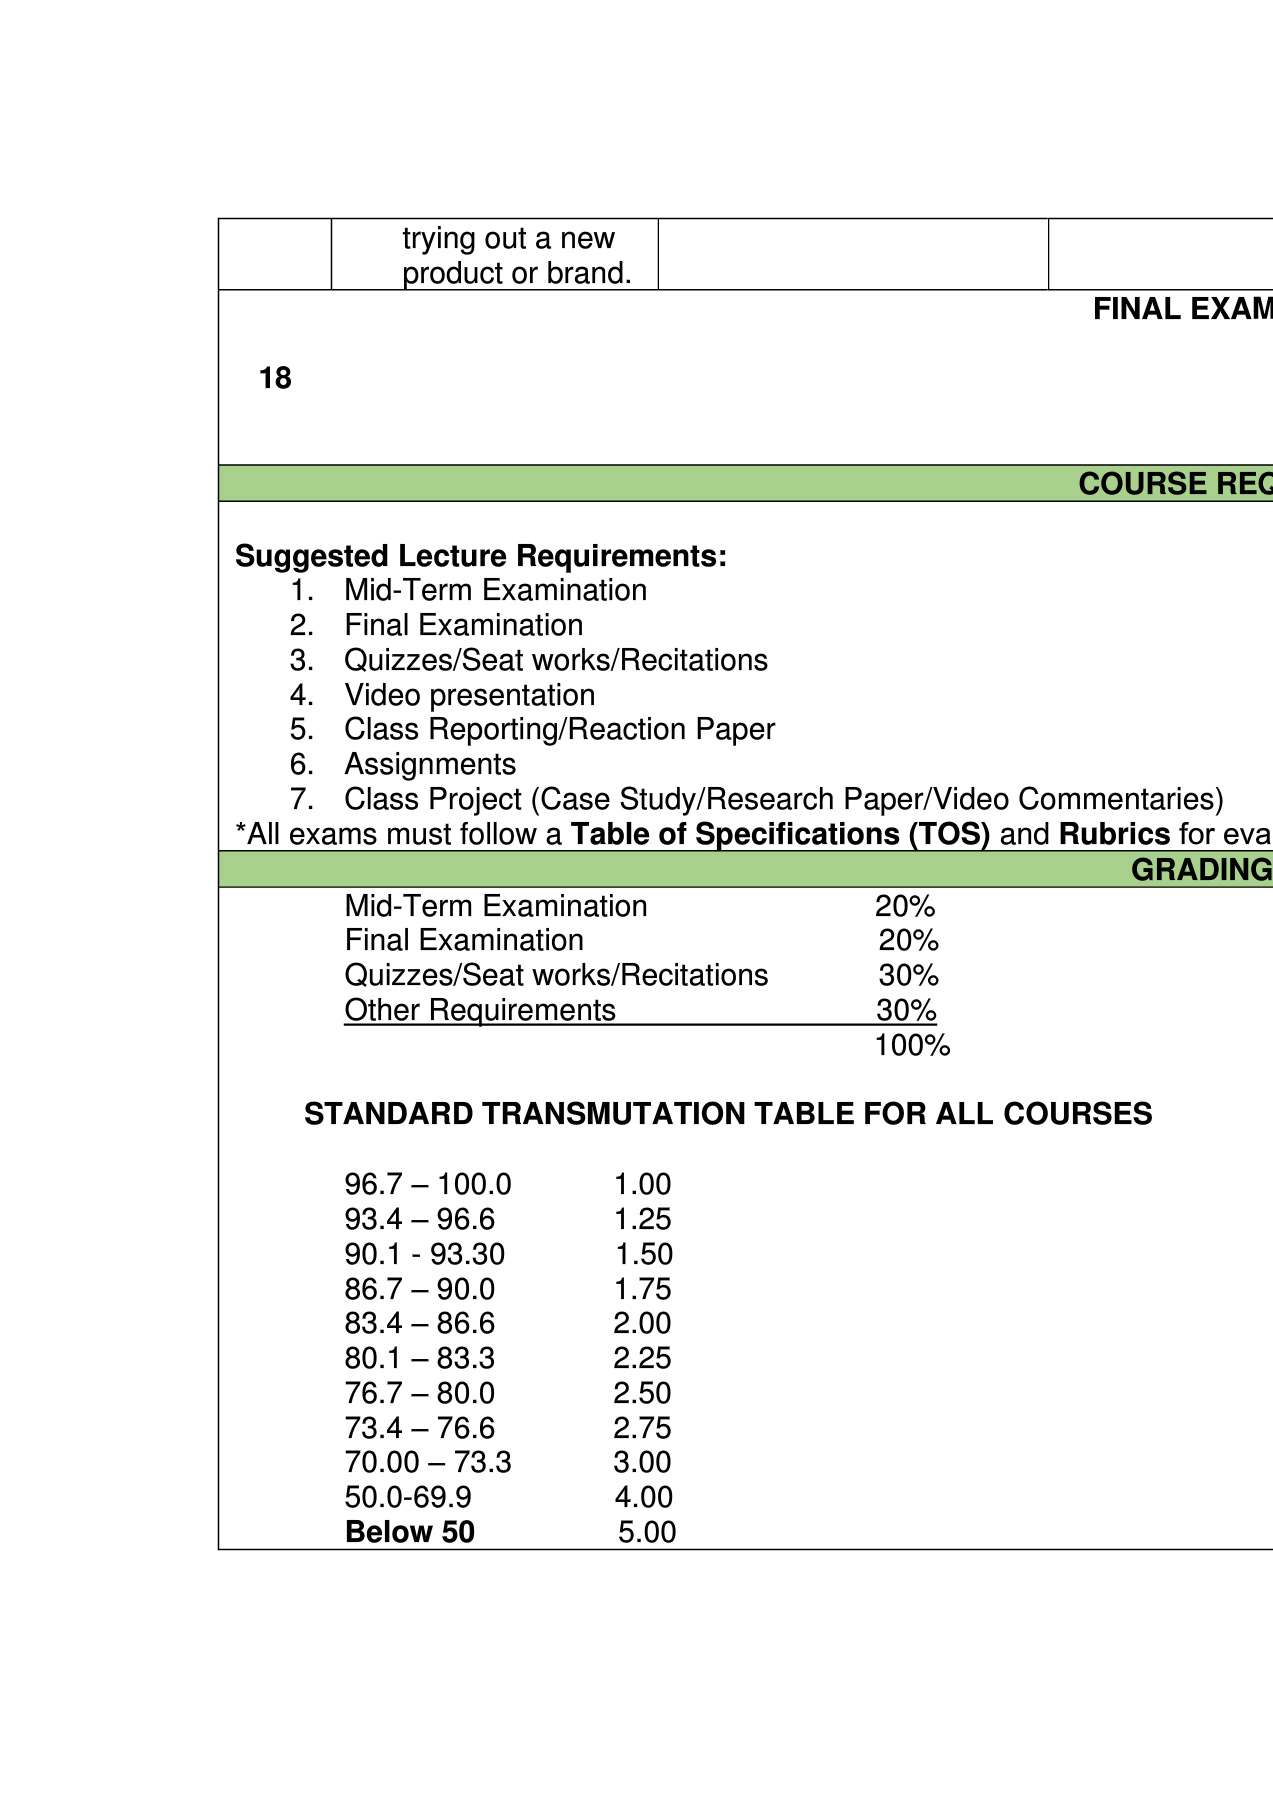 trying out a new
product or brand.
FINAL EXAM
18
COURSE REQ
Suggested Lecture Requirements:
1. Mid-Term Examination
2. Final Examination
3. Quizzes/Seat works/Recitations
4. Video presentation
5. Class Reporting/Reaction Paper
6. Assignments
7. Class Project (Case Study/Research Paper/Video Commentaries)
*All exams must follow a Table of Specifications (TOS) and Rubrics for eva
GRADING
Mid-Term Examination 20%
Final Examination 20%
Quizzes/Seat works/Recitations 30%
Other Requirements 30%
100%
STANDARD TRANSMUTATION TABLE FOR ALL COURSES
96.7 – 100.0 1.00
93.4 – 96.6 1.25
90.1 - 93.30 1.50
86.7 – 90.0 1.75
83.4 – 86.6 2.00
80.1 – 83.3 2.25
76.7 – 80.0 2.50
73.4 – 76.6 2.75
70.00 – 73.3 3.00
50.0-69.9 4.00
Below 50 5.00